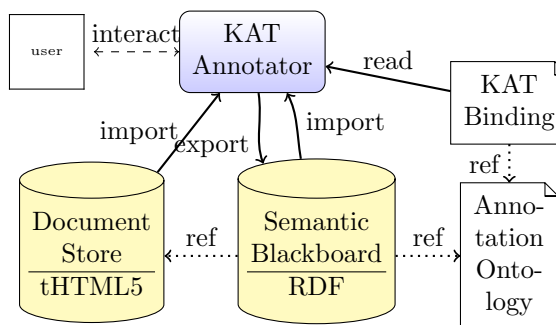 user
interact
KAT
Annotator
read
KAT
Binding
import
export
import
ref
Document
Store
tHTML5
ref
Semantic
Blackboard
RDF
ref
Anno-
tation
Onto-
logy